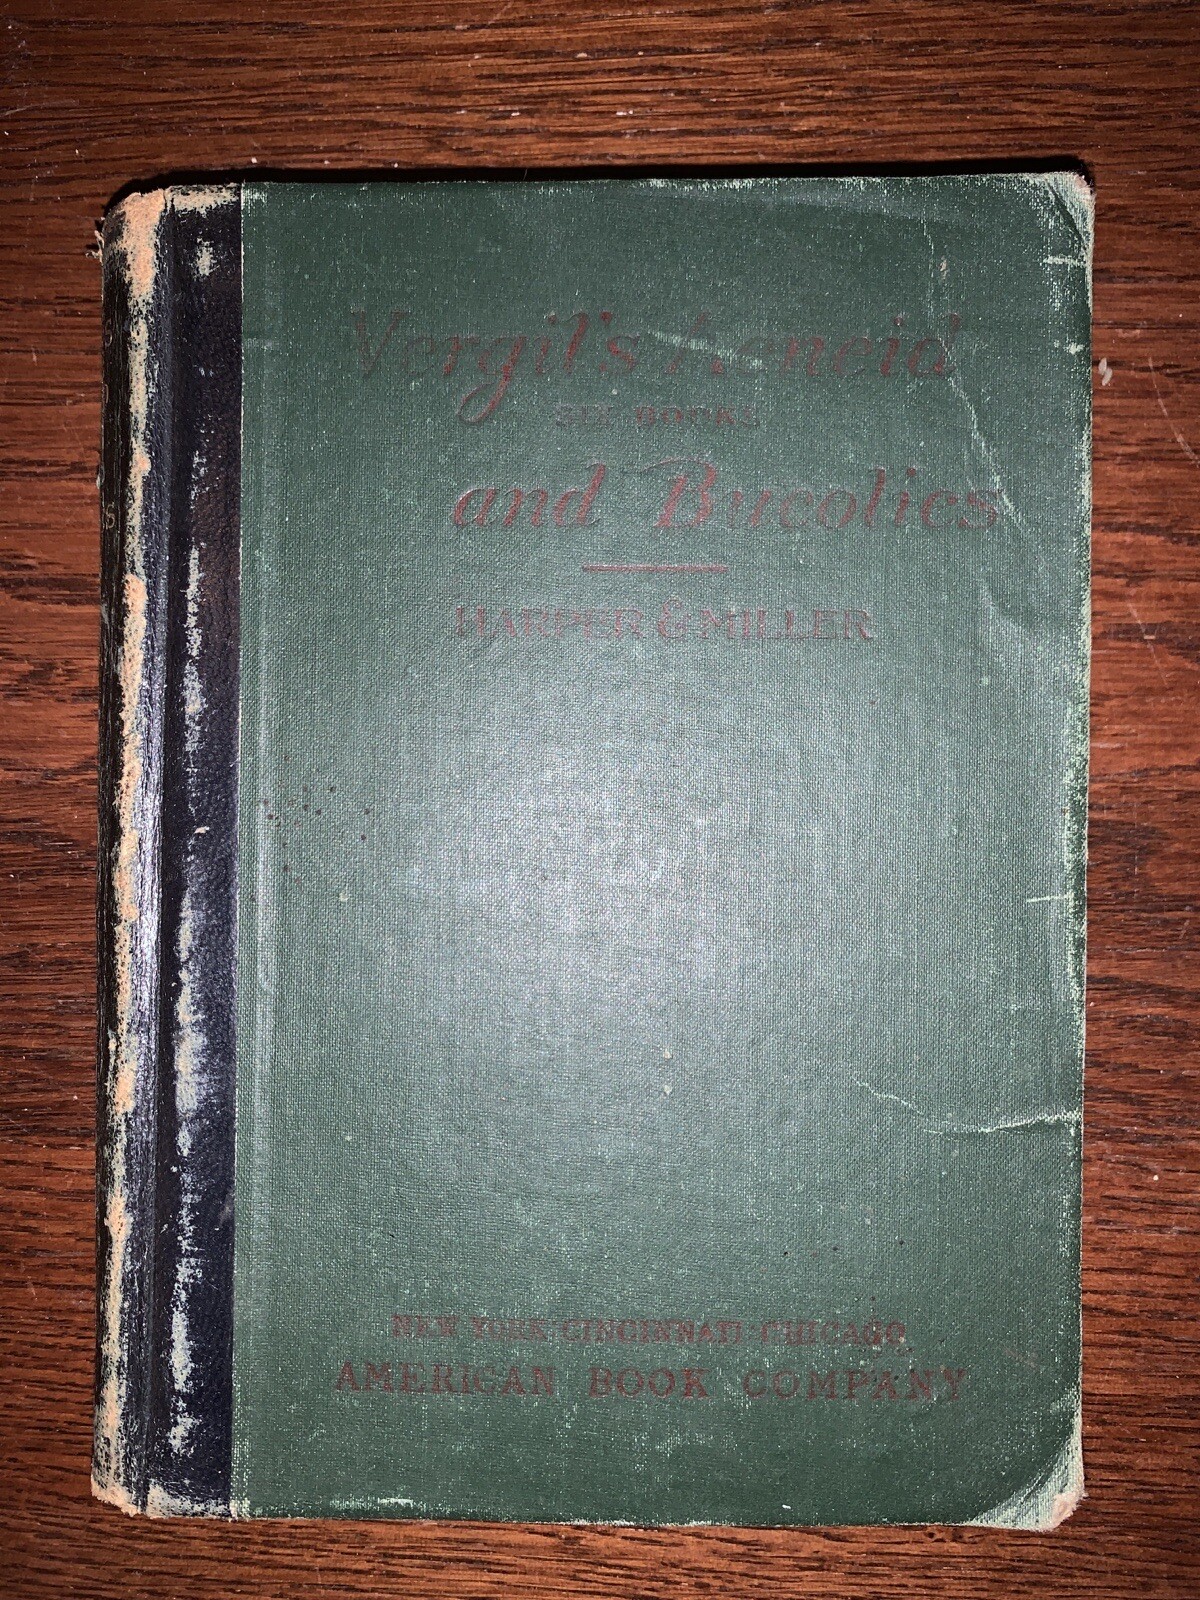 Vergil's Aeneid
SIX BOOKS
and Bucolics
HARPER & MILLER
NEW YORK CINCINNATI CHICAGO
AMERICAN BOOK COMPANY